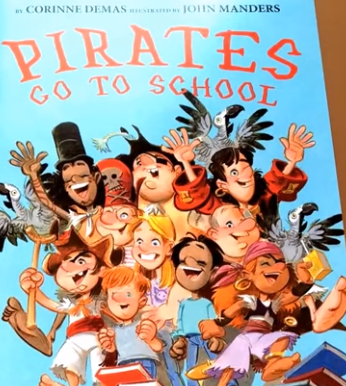 BY CORINNE DEMAS ILLUSTRATED BY JOHN MANDERS
PIRATES
GO TO SCHOOL